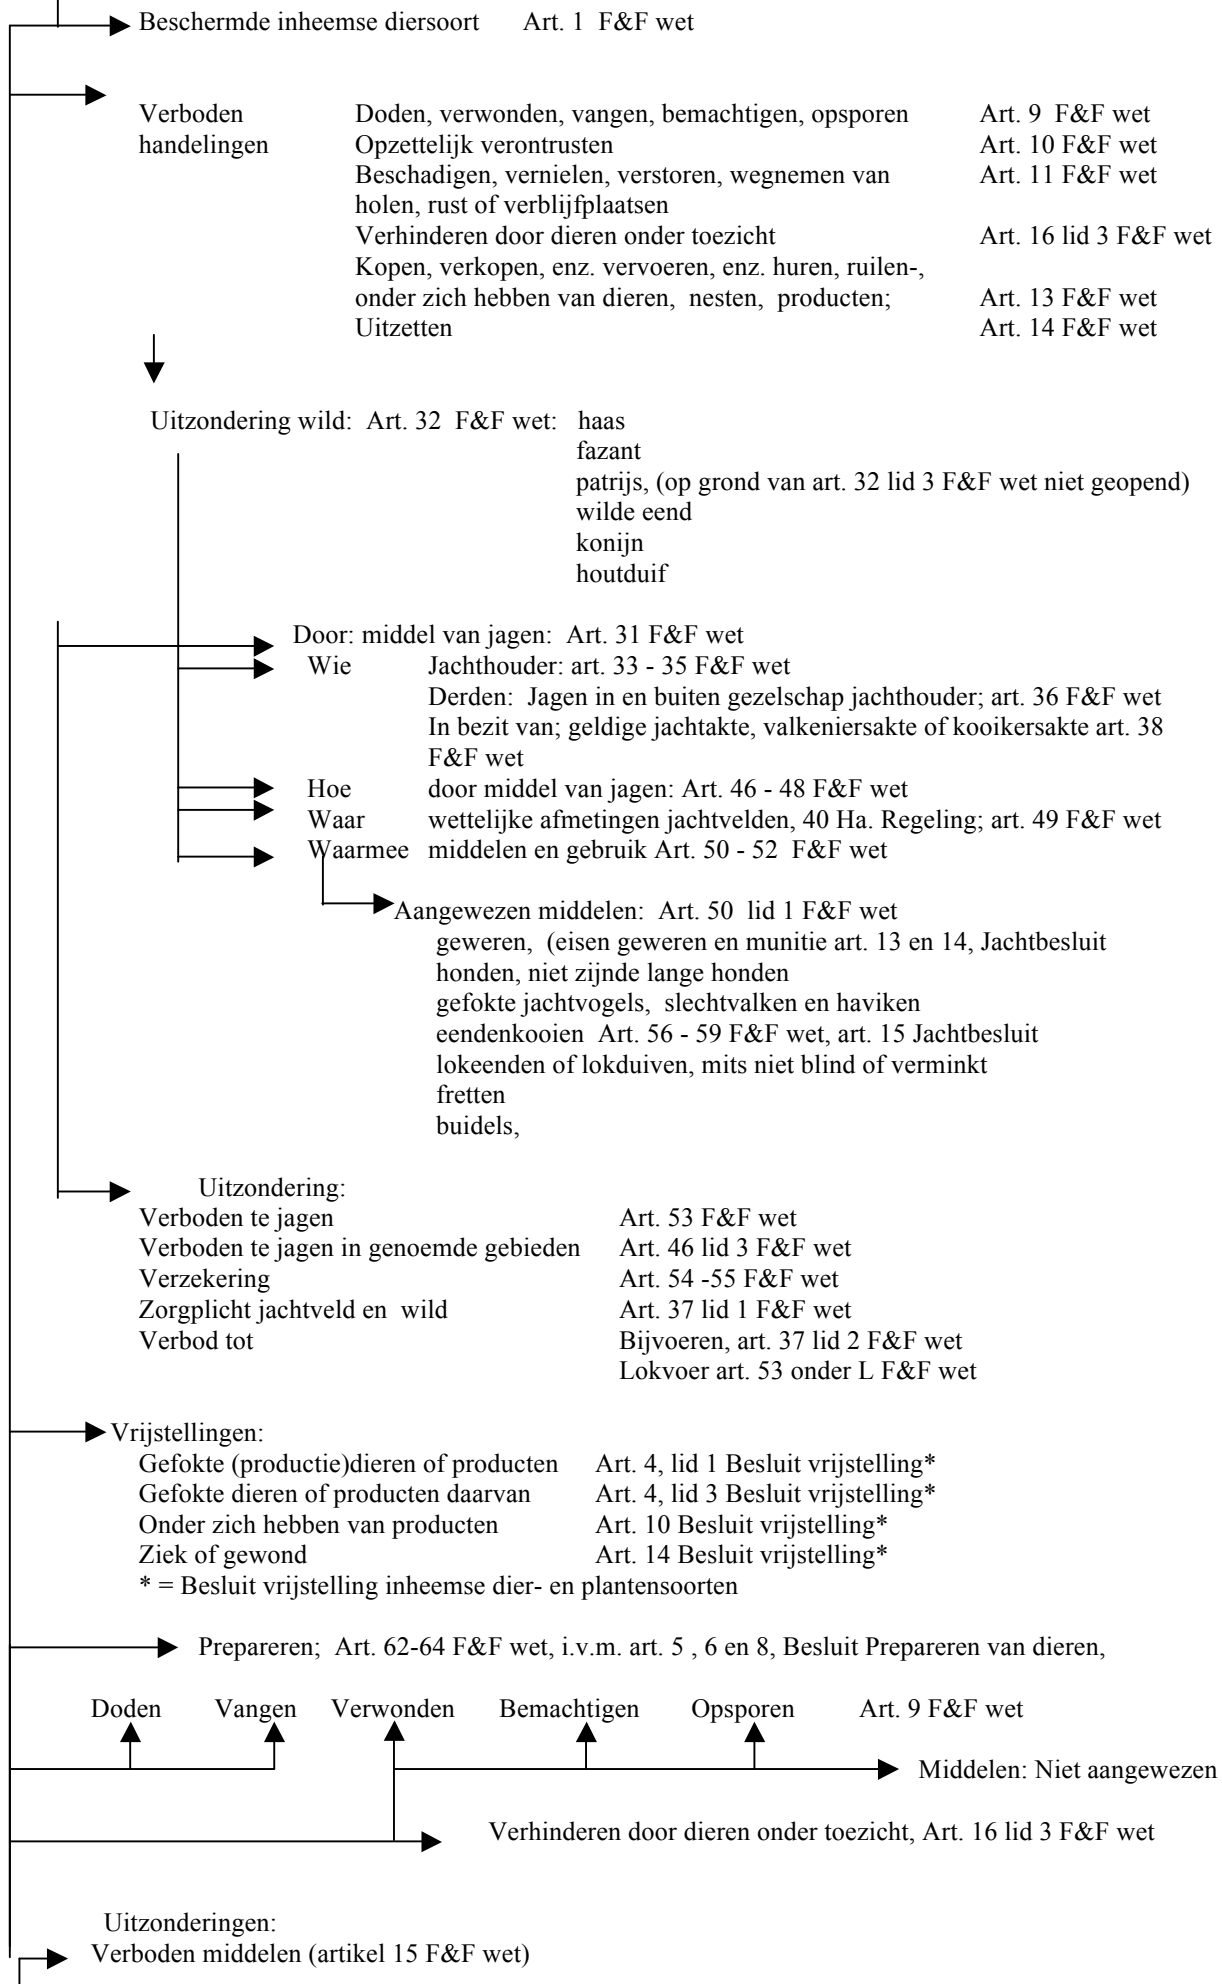 Beschermde inheemse diersoort Art. 1 F&F wet
Verboden Doden, verwonden, vangen, bemachtigen, opsporen Art. 9 F&F wet
handelingen Opzettelijk verontrusten Art. 10 F&F wet
Beschadigen, vernielen, verstoren, wegnemen van Art. 11 F&F wet
holen, rust of verblijfplaatsen
Verhinderen door dieren onder toezicht Art. 16 lid 3 F&F wet
Kopen, verkopen, enz. vervoeren, enz. huren, ruilen-,
onder zich hebben van dieren, nesten, producten; Art. 13 F&F wet
Uitzetten Art. 14 F&F wet
Uitzondering wild: Art. 32 F&F wet: haas
fazant
patrijs, (op grond van art. 32 lid 3 F&F wet niet geopend)
wilde eend
konijn
houtduif
Door: middel van jagen: Art. 31 F&F wet
Wie Jachthouder: art. 33 - 35 F&F wet
Derden: Jagen in en buiten gezelschap jachthouder; art. 36 F&F wet
In bezit van; geldige jachtakte, valkeniersakte of kooikersakte art. 38
F&F wet
Hoe door middel van jagen: Art. 46 - 48 F&F wet
Waar wettelijke afmetingen jachtvelden, 40 Ha. Regeling; art. 49 F&F wet
Waarmee middelen en gebruik Art. 50 - 52 F&F wet
Aangewezen middelen: Art. 50 lid 1 F&F wet
geweren, (eisen geweren en munitie art. 13 en 14, Jachtbesluit
honden, niet zijnde lange honden
gefokte jachtvogels, slechtvalken en haviken
eendenkooien Art. 56 - 59 F&F wet, art. 15 Jachtbesluit
lokeenden of lokduiven, mits niet blind of verminkt
fretten
buidels,
Uitzondering:
Verboden te jagen Art. 53 F&F wet
Verboden te jagen in genoemde gebieden Art. 46 lid 3 F&F wet
Verzekering Art. 54 -55 F&F wet
Zorgplicht jachtveld en wild Art. 37 lid 1 F&F wet
Verbod tot Bijvoeren, art. 37 lid 2 F&F wet
Lokvoer art. 53 onder L F&F wet
Vrijstellingen:
Gefokte (productie)dieren of producten Art. 4, lid 1 Besluit vrijstelling*
Gefokte dieren of producten daarvan Art. 4, lid 3 Besluit vrijstelling*
Onder zich hebben van producten Art. 10 Besluit vrijstelling*
Ziek of gewond Art. 14 Besluit vrijstelling*
* = Besluit vrijstelling inheemse dier- en plantensoorten
Prepareren; Art. 62-64 F&F wet, i.v.m. art. 5 , 6 en 8, Besluit Prepareren van dieren,
Doden Vangen Verwonden Bemachtigen Opsporen Art. 9 F&F wet
Middelen: Niet aangewezen
Verhinderen door dieren onder toezicht, Art. 16 lid 3 F&F wet
Uitzonderingen:
Verboden middelen (artikel 15 F&F wet)